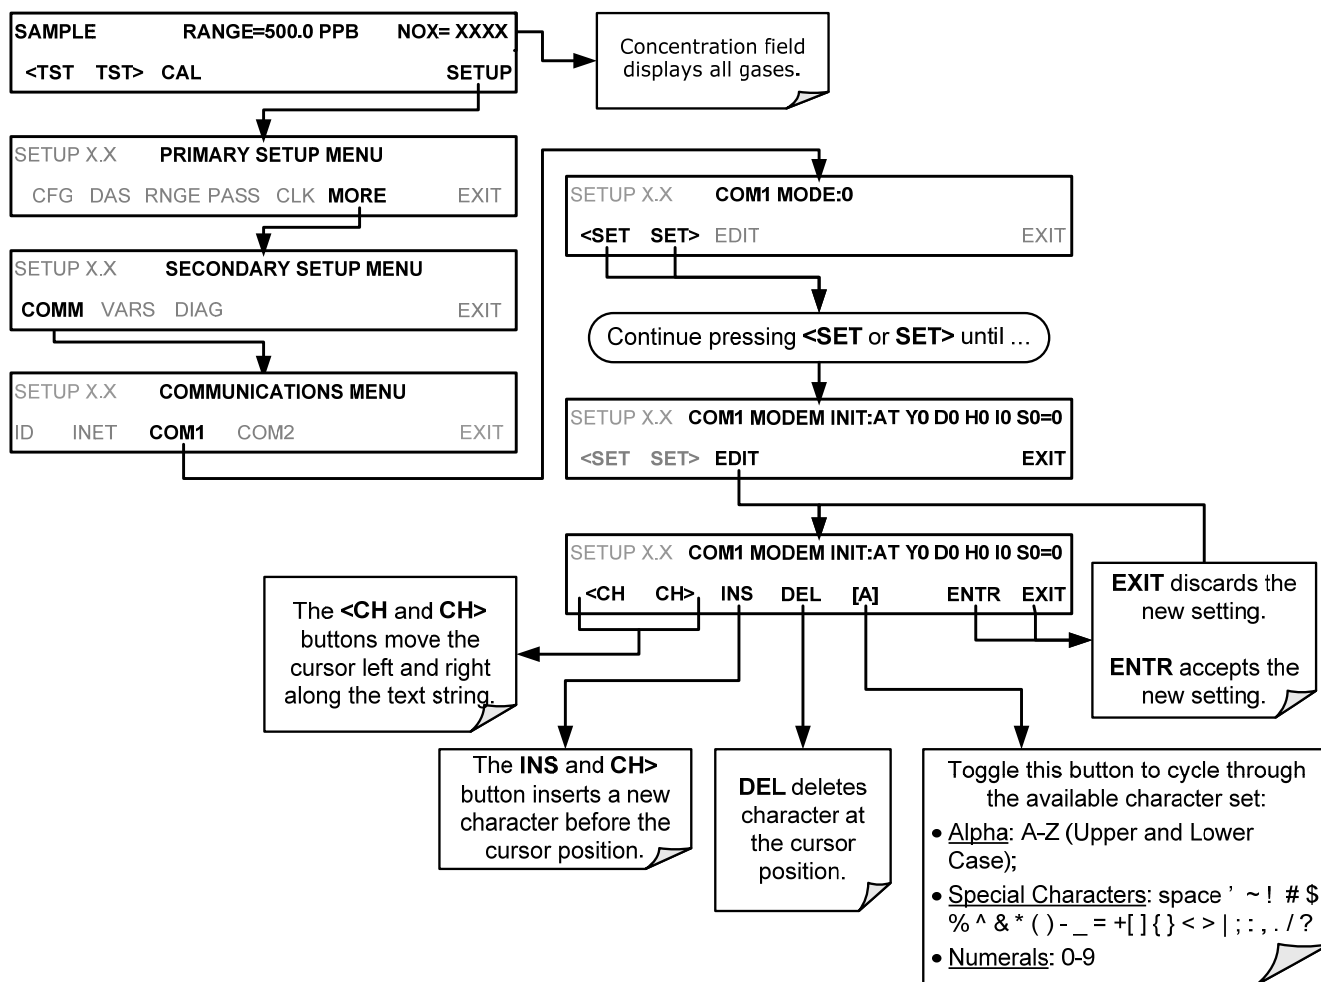 SAMPLE RANGE=500.0 PPB NOX= XXXX
<TST TST> CAL SETUP
Concentration field
displays all gases.
SETUP X.X PRIMARY SETUP MENU
CFG DAS RNGE PASS CLK MORE EXIT
SETUP X.X SECONDARY SETUP MENU
COMM VARS DIAG EXIT
SETUP X.X COMMUNICATIONS MENU
ID INET COM1 COM2 EXIT
SETUP X.X COM1 MODE:0
<SET SET> EDIT EXIT
Continue pressing <SET or SET> until ...
SETUP X.X COM1 MODEM INIT:AT Y0 D0 H0 I0 S0=0
<SET SET> EDIT EXIT
SETUP X.X COM1 MODEM INIT:AT Y0 D0 H0 I0 S0=0
<CH CH> INS DEL [A] ENTR EXIT
EXIT discards the
new setting.
ENTR accepts the
new setting.
The <CH and CH>
buttons move the
cursor left and right
along the text string.
The INS and CH>
button inserts a new
character before the
cursor position.
DEL deletes
character at
the cursor
position.
Toggle this button to cycle through
the available character set:
• Alpha: A-Z (Upper and Lower
Case);
• Special Characters: space ' ~ ! # $
% ^ & * ( ) - _ = +[ ] { } < > | ; : , . / ?
• Numerals: 0-9